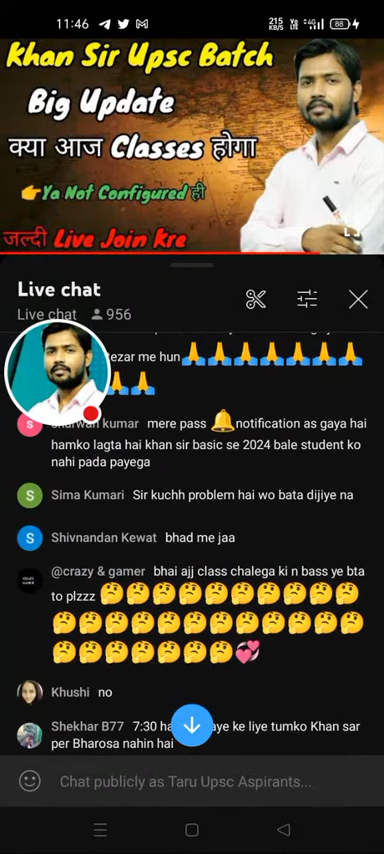 11:46
215 KB/S
Vo LTE
4G
88
Khan Sir Upsc Batch
Big Update
क्या आज Classes होगा
👉Ya Not Configured ही
जल्दी Live Join Kre
Live chat
Live chat 956
tezar me hun🙏🙏🙏🙏🙏🙏🙏
🙏🙏
kumar mere pass 🔔notification as gaya hai
hamko lagta hai khan sir basic se 2024 bale student ko
nahi pada payega
S
Sima Kumari Sir kuchh problem hai wo bata dijiye na
S
Shivnandan Kewat bhad me jaa
@crazy & gamer bhai ajj class chalega ki n bass ye bta
to plzzz 🤔🤔🤔🤔🤔🤔🤔🤔🤔🤔
🤔🤔🤔🤔🤔🤔🤔🤔🤔🤔🤔🤔
🤔🤔🤔🤔🤔🤔🤔💞
Khushi no
Shekhar B77 7:30 ha aye ke liye tumko Khan sar
per Bharosa nahin hai
Chat publicly as Taru Upsc Aspirants...